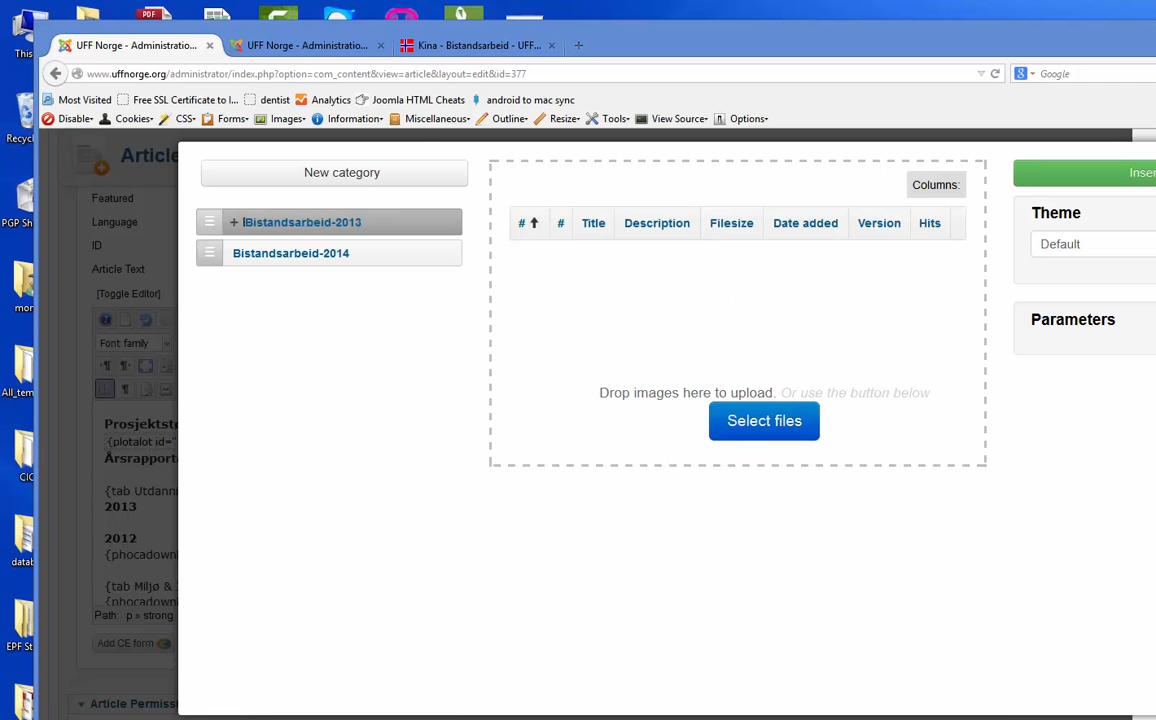 PDF
This
UFF Norge - Administratio... ×
UFF Norge - Administratio... ×
Kina - Bistandsarbeid - UFF... ×
+
www.uffnorge.org/administrator/index.php?option=com_content&view=article&layout=edit&id=377
Google
Most Visited Free SSL Certificate to I... dentist Analytics Joomla HTML Cheats android to mac sync
Disable Cookies CSS Forms Images Information Miscellaneous Outline Resize Tools View Source Options
Recycl
PGP Sh
mor
All_tem
CIC
datab
EPF St
Article
Featured
Language
ID
Article Text
[Toggle Editor]
Font family
Prosjektstø
{plotalot id="
Årsrapport
{tab Utdanni
2013
2012
{phocadownl
{tab Miljø &
{phocadownl
Path: p » strong
Add CE form
Article Permiss
New category
+ Bistandsarbeid-2013
Bistandsarbeid-2014
Columns:
# # Title Description Filesize Date added Version Hits
Drop images here to upload. Or use the button below
Select files
Inser
Theme
Default
Parameters